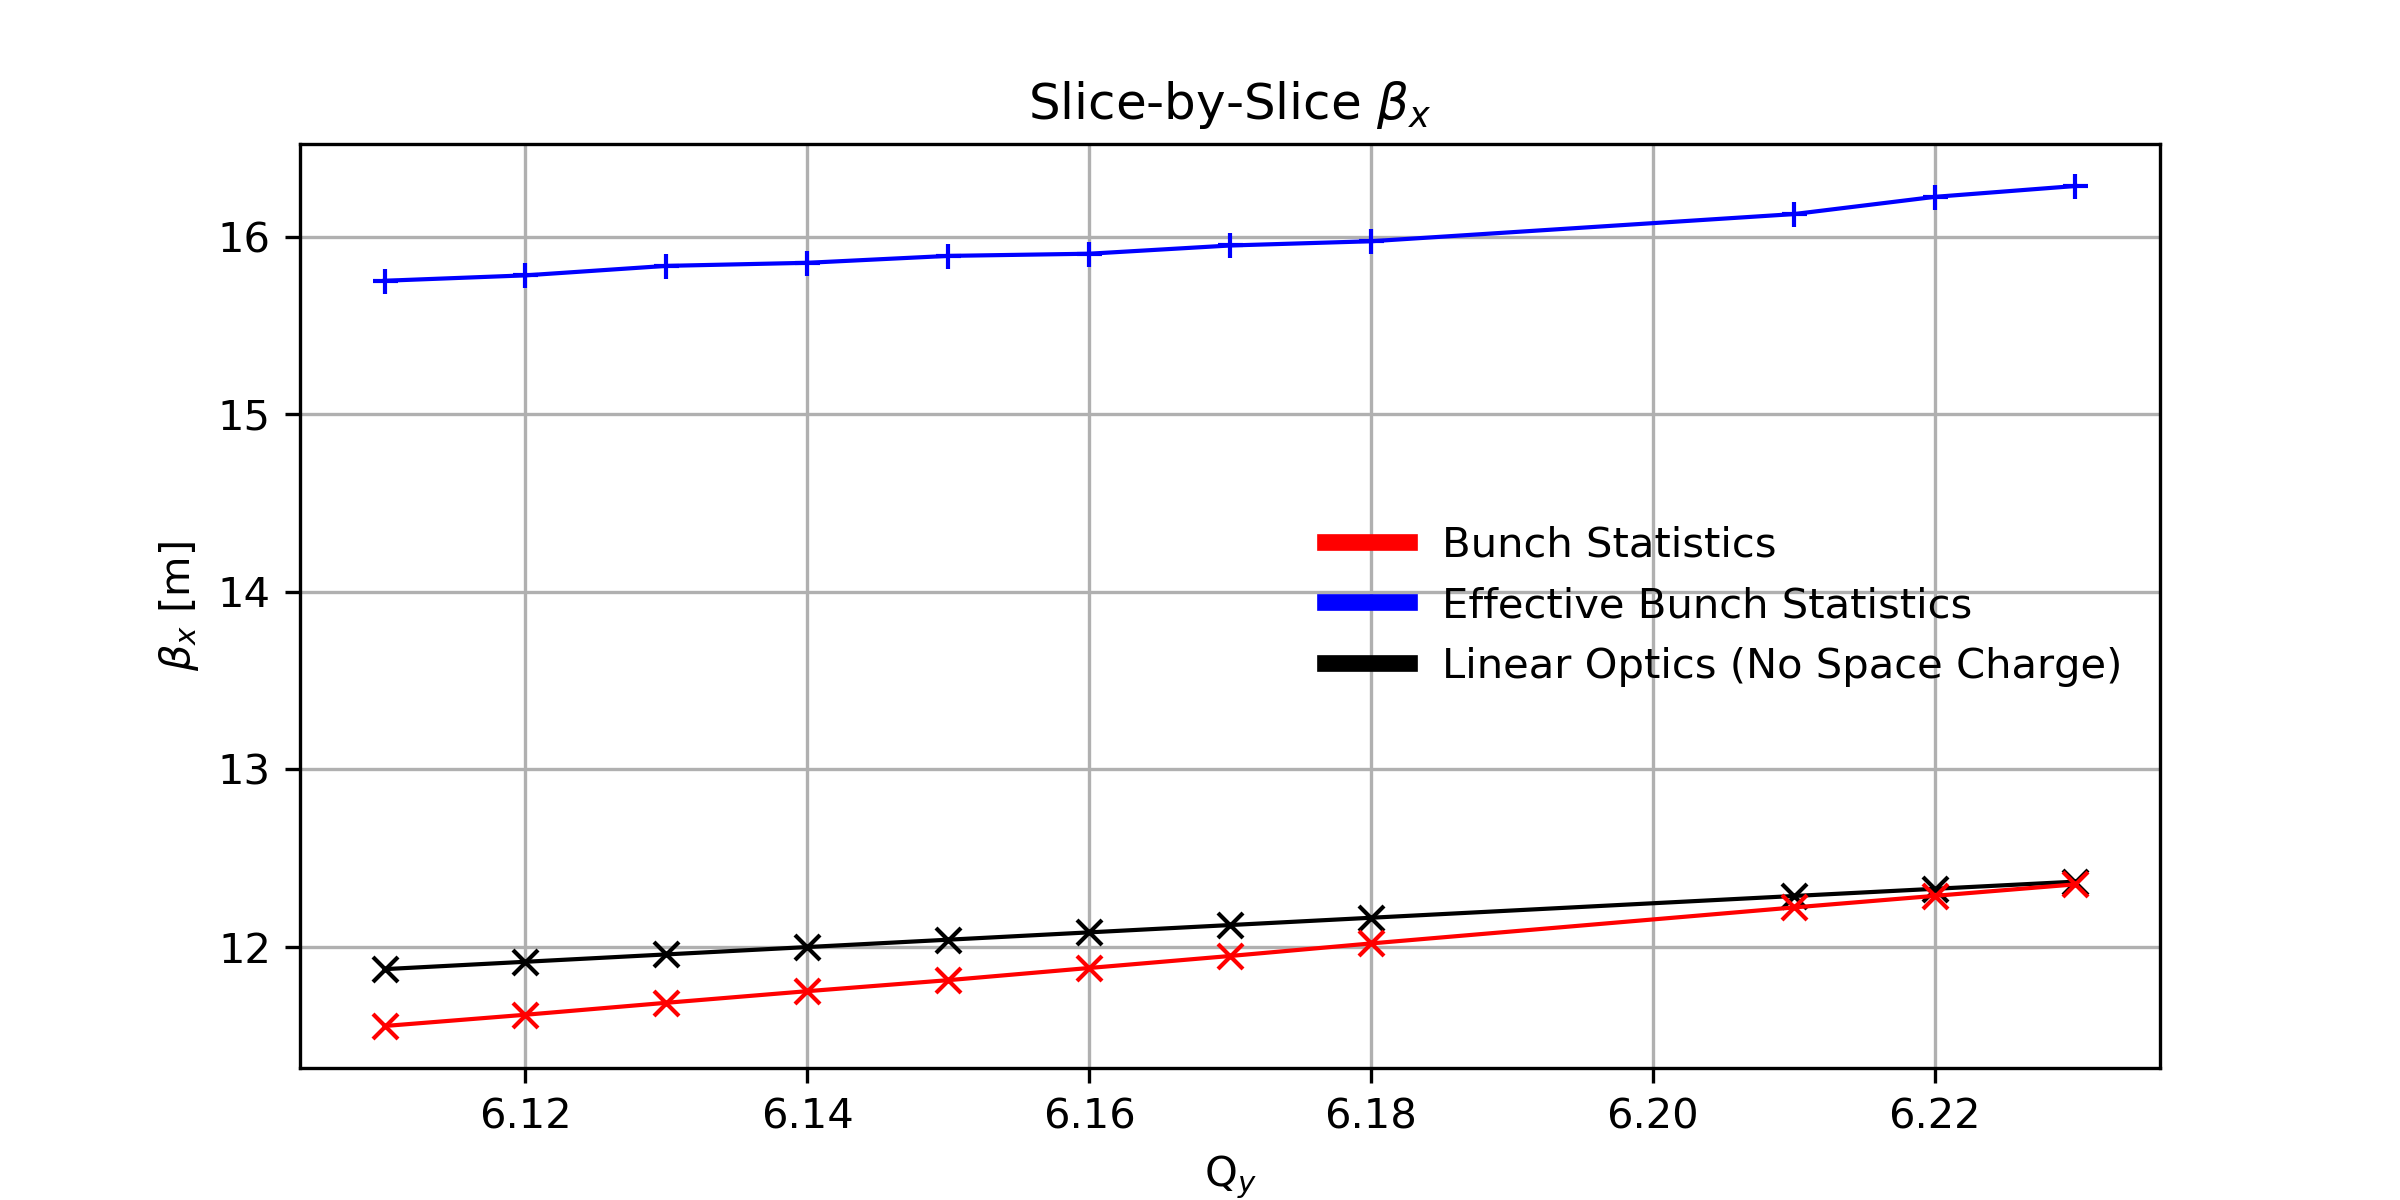 Slice-by-Slice βₓ
16
15
14
13
12
βₓ [m]
Bunch Statistics
Effective Bunch Statistics
Linear Optics (No Space Charge)
6.12 6.14 6.16 6.18 6.20 6.22
Q_y